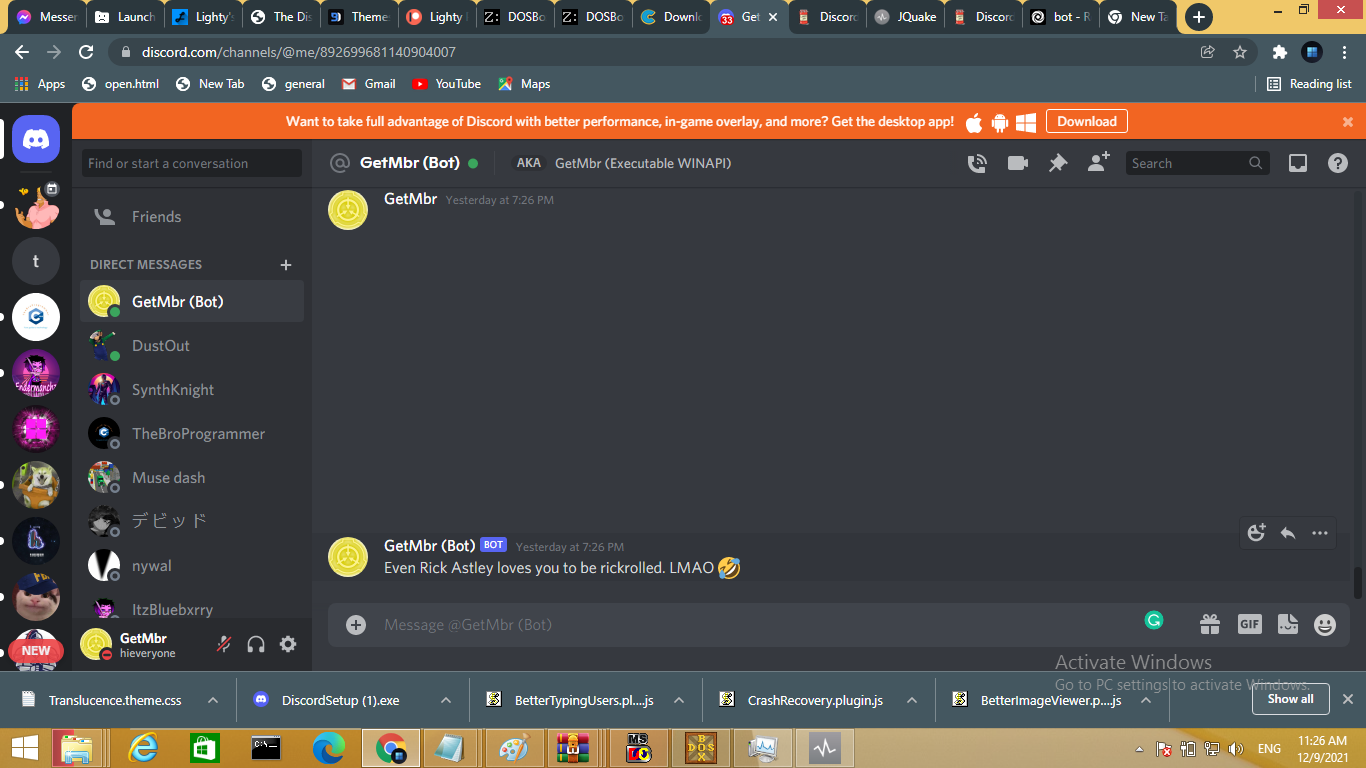 Messer
Launch
Lighty's
The Dis
Theme
Lighty
DOSBo
DOSBo
Downl
33
Get
Discord
JQuake
Discord
bot - R
New Ta
discord.com/channels/@me/892699681140904007
Apps
open.html
New Tab
general
Gmail
YouTube
Maps
Reading list
Want to take full advantage of Discord with better performance, in-game overlay, and more? Get the desktop app!
Download
Find or start a conversation
GetMbr (Bot)
AKA
GetMbr (Executable WINAPI)
Search
Friends
DIRECT MESSAGES
t
GetMbr (Bot)
DustOut
SynthKnight
TheBroProgrammer
Muse dash
デビッド
nywal
ItzBluebxrry
NEW
GetMbr
hieveryone
GetMbr Yesterday at 7:26 PM
GetMbr (Bot) BOT Yesterday at 7:26 PM
Even Rick Astley loves you to be rickrolled. LMAO 🤣
Message @GetMbr (Bot)
GIF
Activate Windows
Go to PC settings to activate Windows.
Translucence.theme.css
DiscordSetup (1).exe
BetterTypingUsers.pl....js
CrashRecovery.plugin.js
BetterImageViewer.p....js
Show all
ENG
11:26 AM
12/9/2021